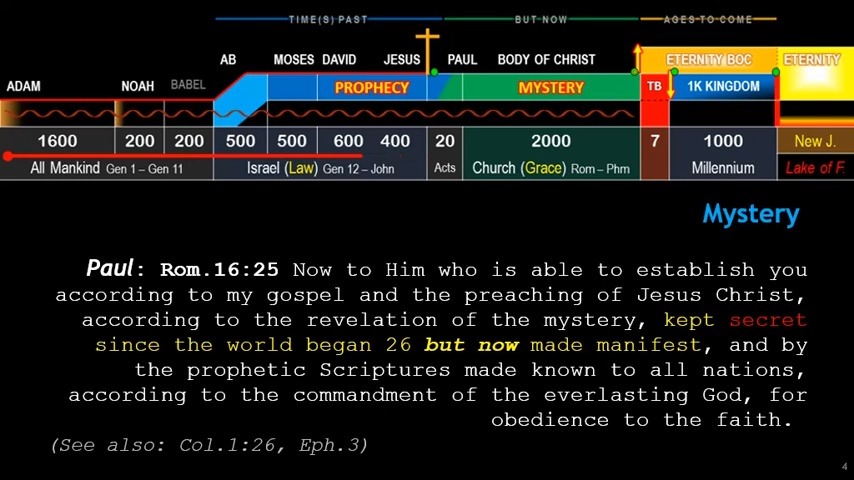 TIME(S) PAST BUT-NOW AGES-TO-COME
AB MOSES DAVID JESUS PAUL BODY OF CHRIST ETERNITY BOC ETERNITY
ADAM NOAH BABEL PROPHECY MYSTERY TB 1K KINGDOM
1600 200 200 500 500 600 400 20 2000 7 1000 New J.
All Mankind Gen 1 – Gen 11 Israel (Law) Gen 12 – John Acts Church (Grace) Rom – Phm Millennium Lake of F.
Mystery
Paul: Rom.16:25 Now to Him who is able to establish you
according to my gospel and the preaching of Jesus Christ,
according to the revelation of the mystery, kept secret
since the world began 26 but now made manifest, and by
the prophetic Scriptures made known to all nations,
according to the commandment of the everlasting God, for
obedience to the faith.
(See also: Col.1:26, Eph.3)
4